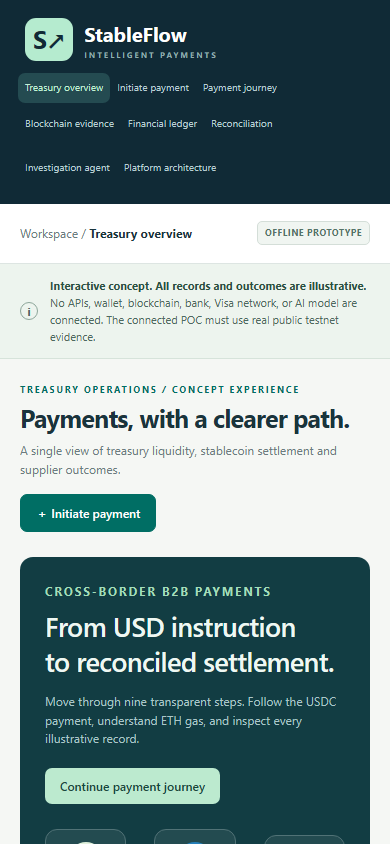 S↗ StableFlow
INTELLIGENT PAYMENTS
Treasury overview Initiate payment Payment journey
Blockchain evidence Financial ledger Reconciliation
Investigation agent Platform architecture
Workspace / Treasury overview OFFLINE PROTOTYPE
Interactive concept. All records and outcomes are illustrative.
i No APIs, wallet, blockchain, bank, Visa network, or AI model are
connected. The connected POC must use real public testnet
evidence.
TREASURY OPERATIONS / CONCEPT EXPERIENCE
Payments, with a clearer path.
A single view of treasury liquidity, stablecoin settlement and
supplier outcomes.
+ Initiate payment
CROSS-BORDER B2B PAYMENTS
From USD instruction
to reconciled settlement.
Move through nine transparent steps. Follow the USDC
payment, understand ETH gas, and inspect every
illustrative record.
Continue payment journey